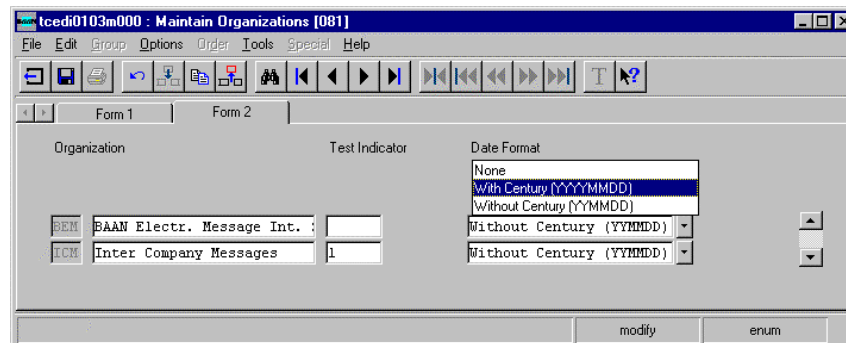 tcedi0103m000 : Maintain Organizations [081]
File Edit Group Options Order Tools Special Help
T ?
Form 1 Form 2
Organization Test Indicator Date Format
None
With Century (YYYYMMDD)
Without Century (YYMMDD)
BEM BAAN Electr. Message Int. Without Century (YYMMDD)
ICM Inter Company Messages 1 Without Century (YYMMDD)
modify enum